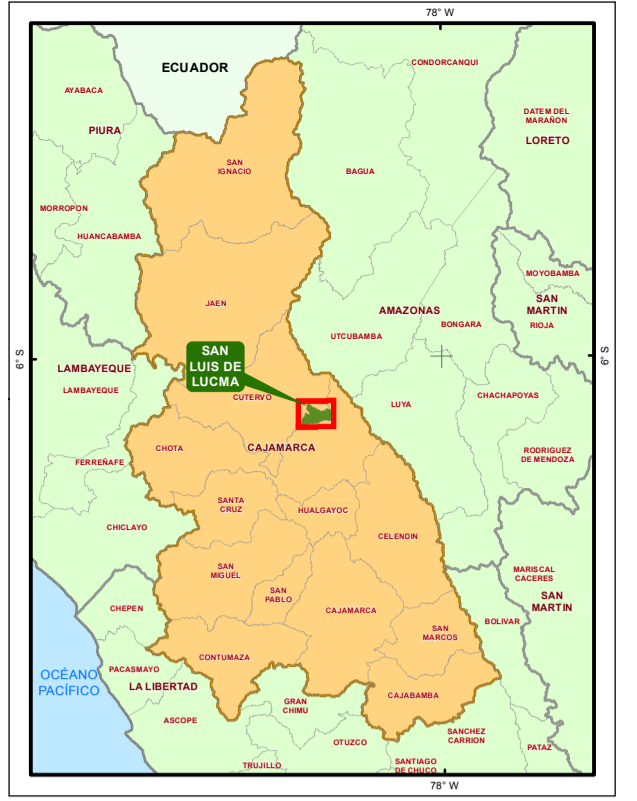 78° W
ECUADOR
CONDORCANQUI
AYABACA
DATEM DEL
MARAÑON
PIURA
LORETO
SAN
IGNACIO
BAGUA
MORROPON
HUANCABAMBA
MOYOBAMBA
JAEN
SAN
MARTIN
AMAZONAS
RIOJA
BONGARA
UTCUBAMBA
6° S
6° S
SAN
LUIS DE
LUCMA
LAMBAYEQUE
LAMBAYEQUE
CUTERVO
CHACHAPOYAS
LUYA
CAJAMARCA
CHOTA
RODRIGUEZ
DE MENDOZA
FERREÑAFE
SANTA
CRUZ
HUALGAYOC
CHICLAYO
CELENDIN
SAN
MIGUEL
MARISCAL
CACERES
SAN
PABLO
SAN
MARTIN
CHEPEN
CAJAMARCA
BOLIVAR
SAN
MARCOS
CONTUMAZA
OCÉANO
PACÍFICO
PACASMAYO
LA LIBERTAD
CAJABAMBA
GRAN
CHIMU
ASCOPE
SANCHEZ
CARRION
OTUZCO
PATAZ
TRUJILLO
SANTIAGO
DE CHUCO
78° W